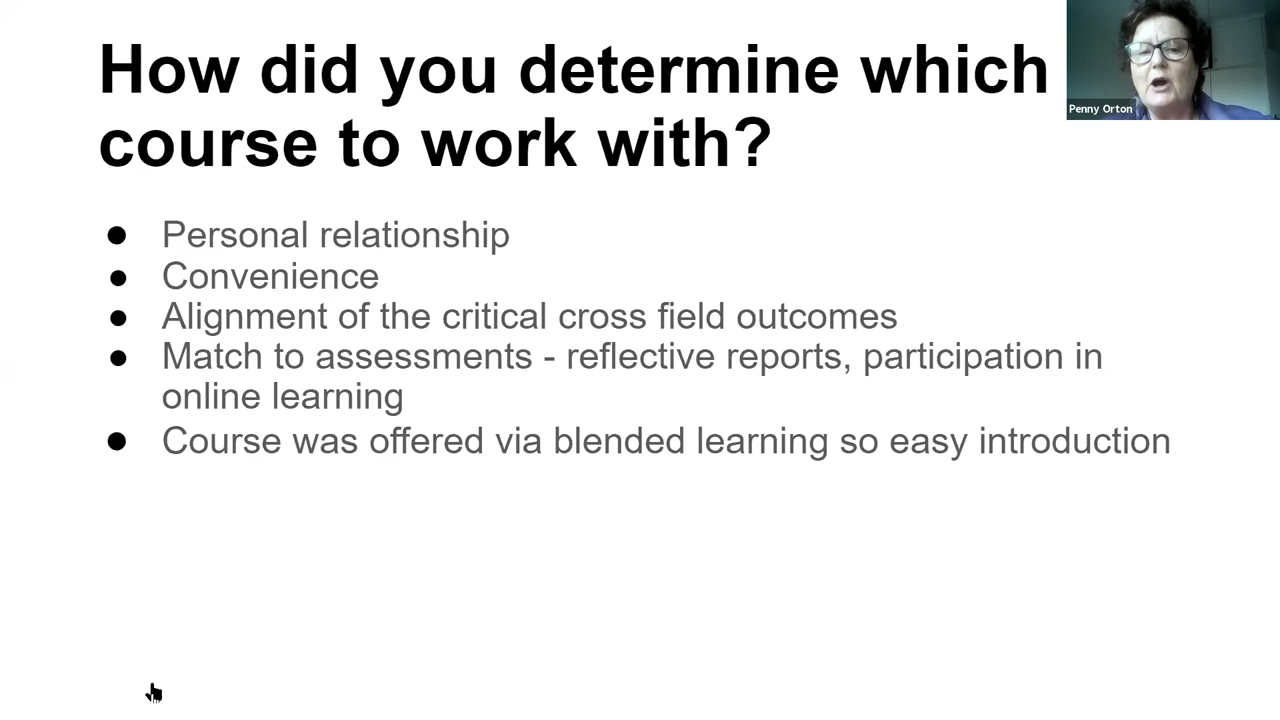 How did you determine which
course to work with?
Penny Orton
● Personal relationship
● Convenience
● Alignment of the critical cross field outcomes
● Match to assessments - reflective reports, participation in
online learning
● Course was offered via blended learning so easy introduction